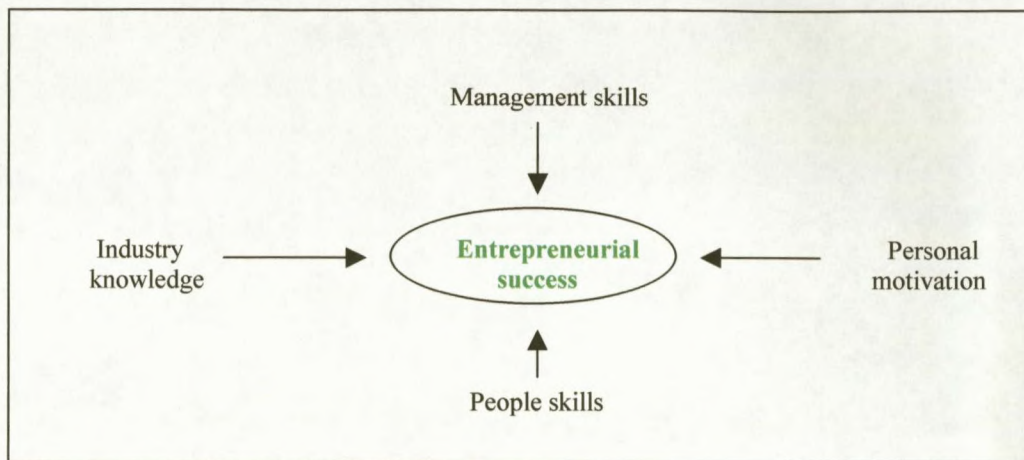 Management skills
Industry
knowledge
Entrepreneurial
success
Personal
motivation
People skills